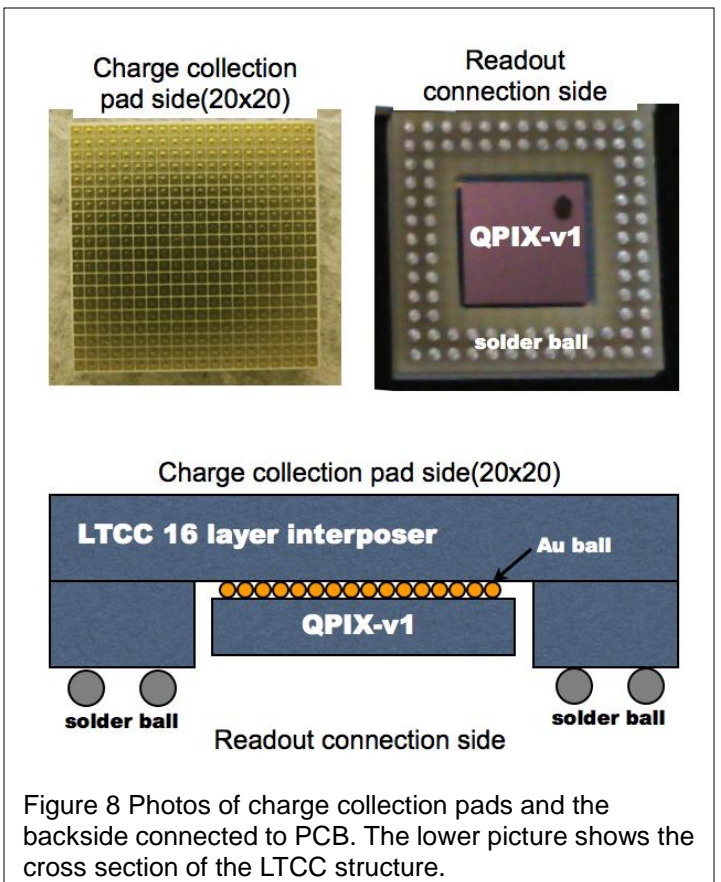 Charge collection
pad side(20x20)
Readout
connection side
QPIX-v1
solder ball
Charge collection pad side(20x20)
LTCC 16 layer interposer
Au ball
QPIX-v1
solder ball
solder ball
Readout connection side
Figure 8 Photos of charge collection pads and the
backside connected to PCB. The lower picture shows the
cross section of the LTCC structure.